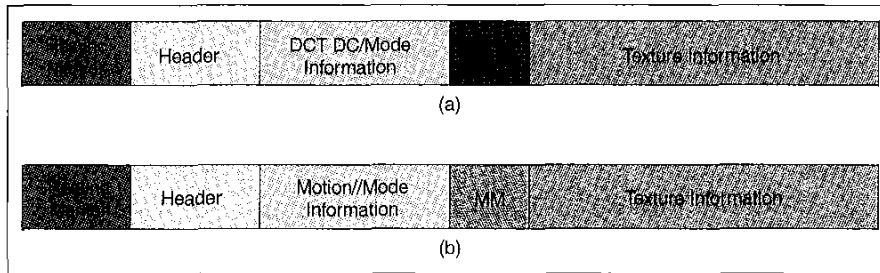 Header
DCT DC/Mode
Information
Texture Information
(a)
Header
Motion//Mode
Information
MM
Texture Information
(b)